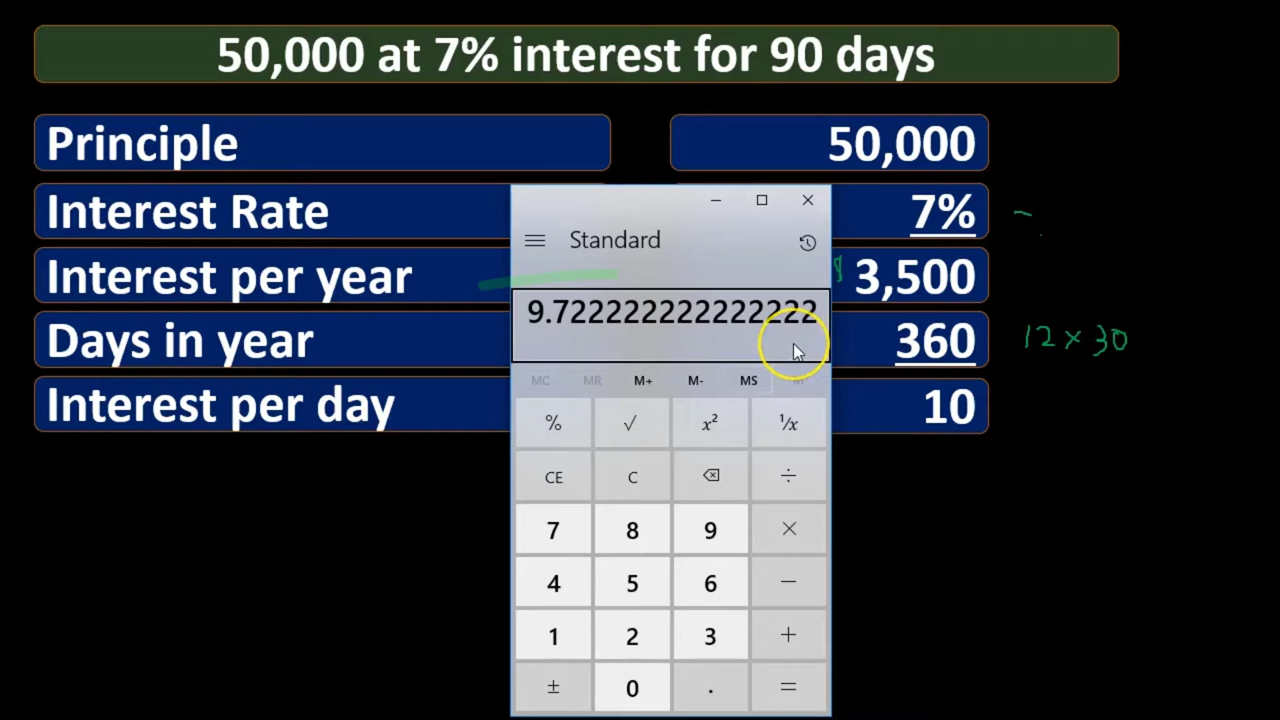 50,000 at 7% interest for 90 days
Principle 50,000
Interest Rate 7%
Interest per year 3,500
Days in year 360 12 x 30
Interest per day 10
Standard
9.722222222222222
MC MR M+ M- MS
% √ x² ¹/x
CE C ⌫ ÷
7 8 9 ×
4 5 6 −
1 2 3 +
± 0 . =